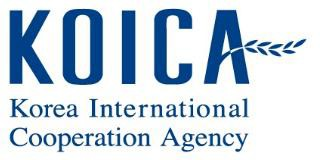 KOICA
Korea International
Cooperation Agency